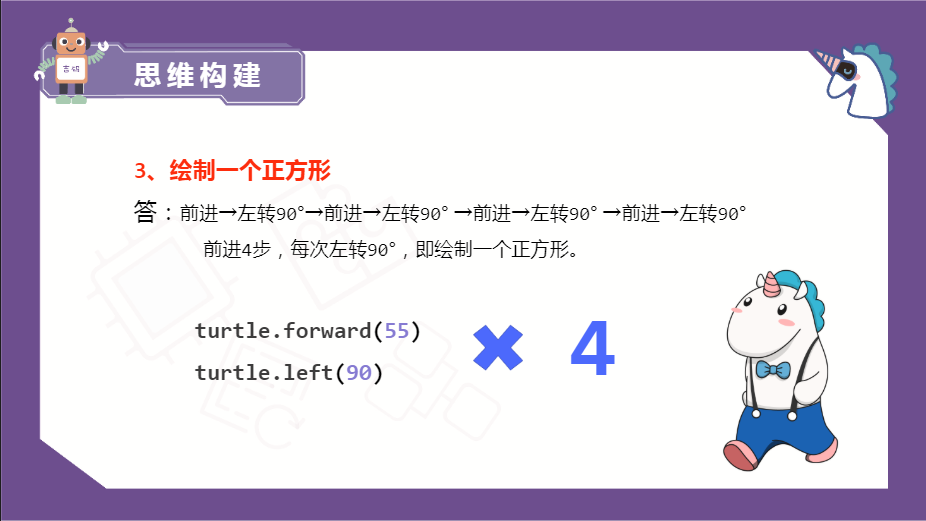 思维构建
3、绘制一个正方形
答：前进→左转90°→前进→左转90° →前进→左转90° →前进→左转90°
前进4步，每次左转90°，即绘制一个正方形。
turtle.forward(55)
turtle.left(90)
✖ 4